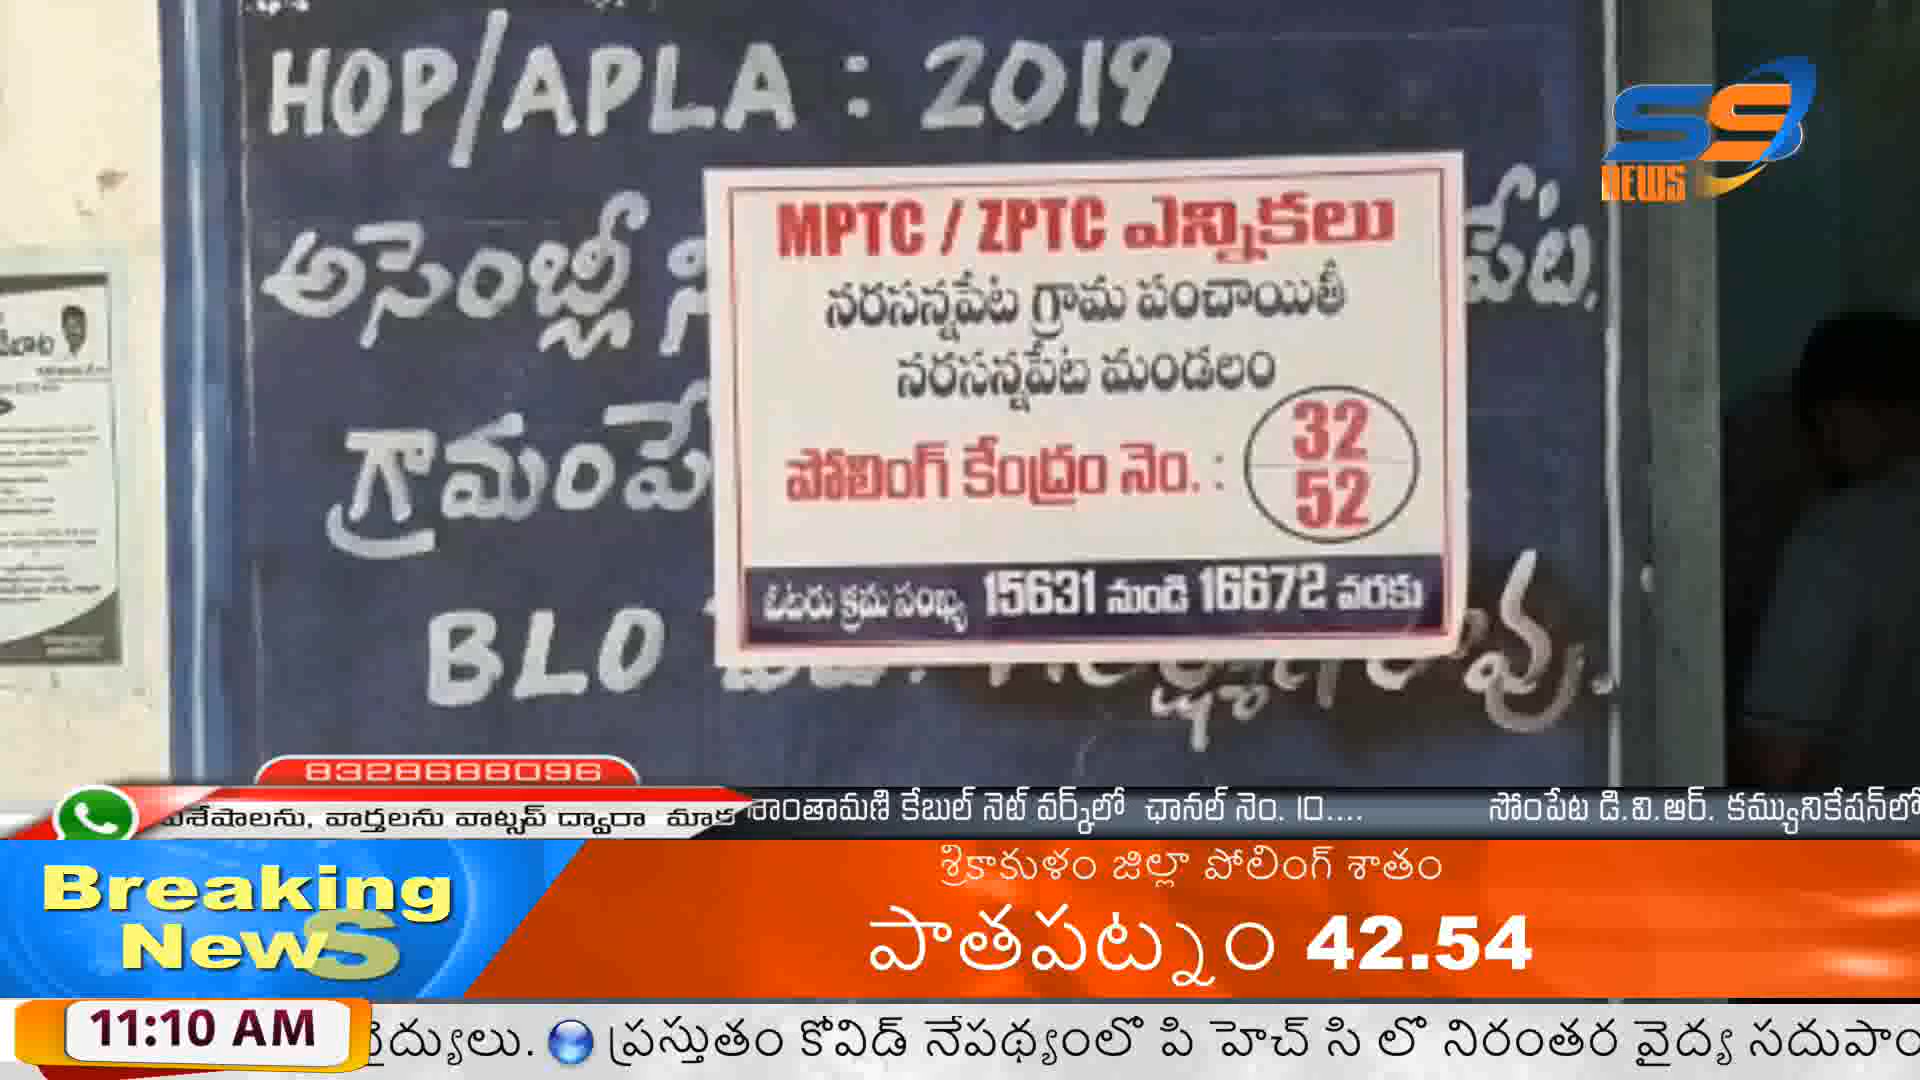 HOP/APLA : 2019
అసెంబ్లీ ని
పేట.
గ్రామంపే
BLO
MPTC / ZPTC ఎన్నికలు
నరసన్నపేట గ్రామ పంచాయితీ
నరసన్నపేట మండలం
పోలింగ్ కేంద్రం నెం. : 32
52
ఓటరు క్రమ సంఖ్య 15631 నుండి 16672 వరకు
S9
NEWS
8328688096
విశేషాలను, వార్తలను వాట్సప్ ద్వారా మాకు
శాంతామణి కేబుల్ నెట్ వర్క్‌లో ఛానల్ నెం. 10.... సోంపేట డి.వి.ఆర్. కమ్యునికేషన్‌లో
Breaking
News
శ్రీకాకుళం జిల్లా పోలింగ్ శాతం
పాతపట్నం 42.54
11:10 AM
వైద్యులు. ప్రస్తుతం కోవిడ్ నేపథ్యంలో పి హెచ్ సి లో నిరంతర వైద్య సదుపా